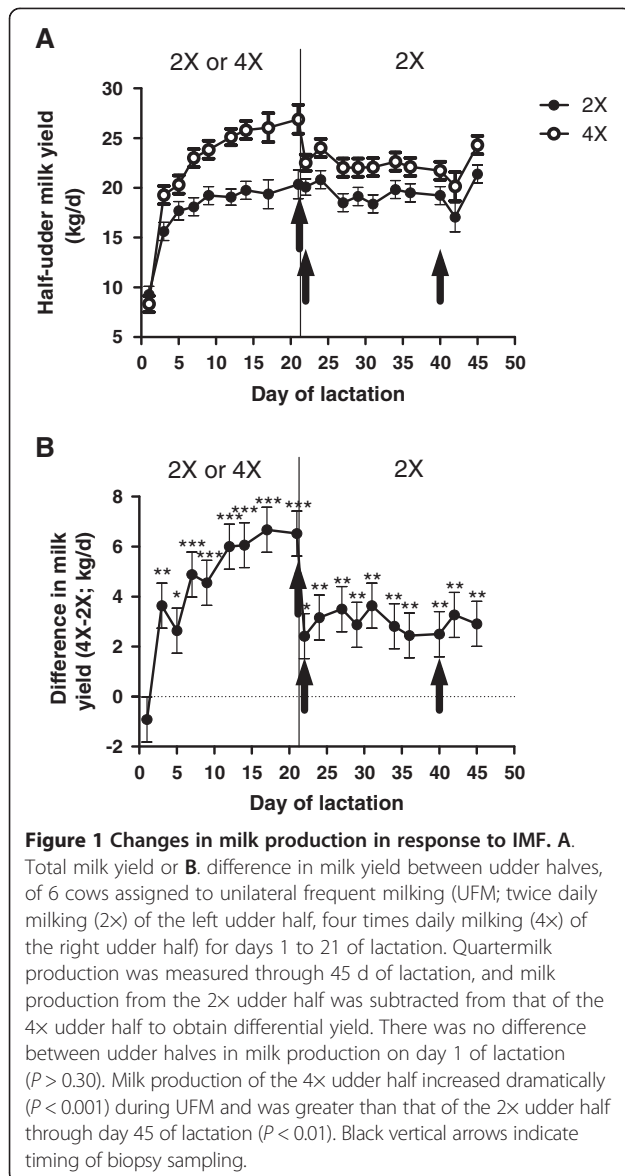 A
2X or 4X 2X
Half-udder milk yield
(kg/d)
30
25
20
15
10
5
0 5 10 15 20 25 30 35 40 45 50
Day of lactation
2X
4X
B
2X or 4X 2X
Difference in milk
yield (4X-2X; kg/d)
8
6
4
2
0
-2
** * *** *** *** *** *** *** * ** ** ** ** ** ** ** ** **
0 5 10 15 20 25 30 35 40 45 50
Day of lactation
Figure 1 Changes in milk production in response to IMF. A.
Total milk yield or B. difference in milk yield between udder halves,
of 6 cows assigned to unilateral frequent milking (UFM; twice daily
milking (2×) of the left udder half, four times daily milking (4×) of
the right udder half) for days 1 to 21 of lactation. Quartermilk
production was measured through 45 d of lactation, and milk
production from the 2× udder half was subtracted from that of the
4× udder half to obtain differential yield. There was no difference
between udder halves in milk production on day 1 of lactation
(P > 0.30). Milk production of the 4× udder half increased dramatically
(P < 0.001) during UFM and was greater than that of the 2× udder half
through day 45 of lactation (P < 0.01). Black vertical arrows indicate
timing of biopsy sampling.